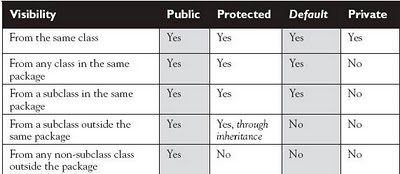 Visibility Public Protected Default Private
From the same class Yes Yes Yes Yes
From any class in the same Yes Yes Yes No
package
From a subclass in the same Yes Yes Yes No
package
From a subclass outside the Yes Yes, through No No
same package inheritance
From any non-subclass class Yes No No No
outside the package